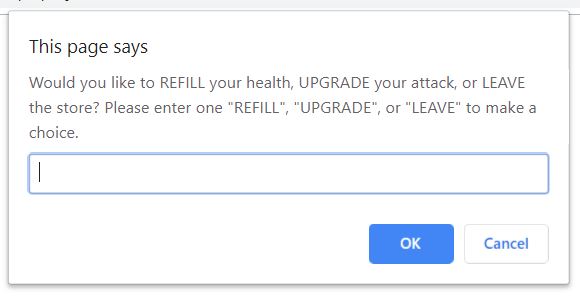 This page says
Would you like to REFILL your health, UPGRADE your attack, or LEAVE
the store? Please enter one "REFILL", "UPGRADE", or "LEAVE" to make a
choice.
OK
Cancel